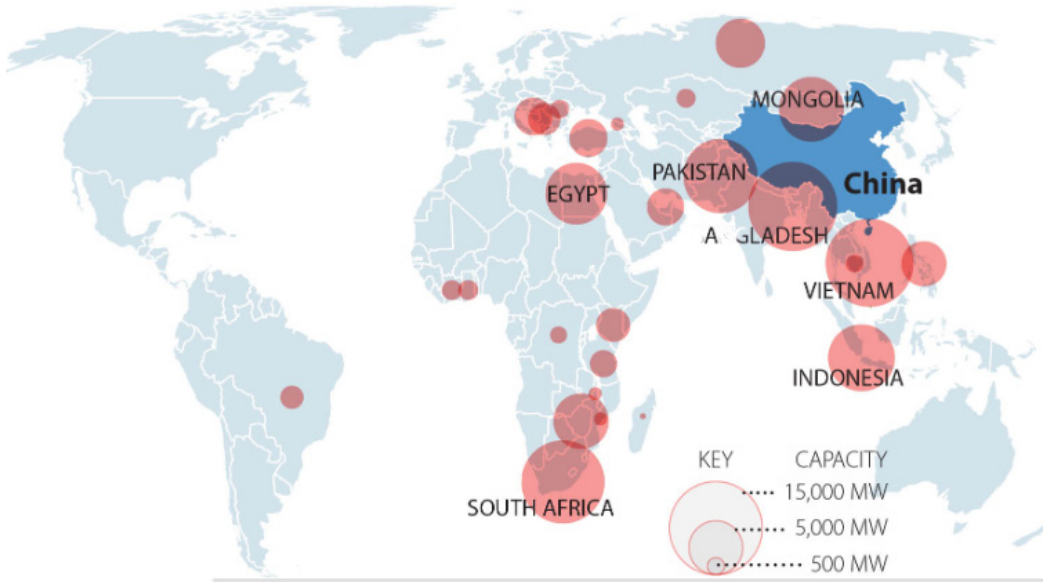 MONGOLIA
PAKISTAN
China
EGYPT
A GLADESH
VIETNAM
INDONESIA
SOUTH AFRICA
KEY CAPACITY
15,000 MW
5,000 MW
500 MW